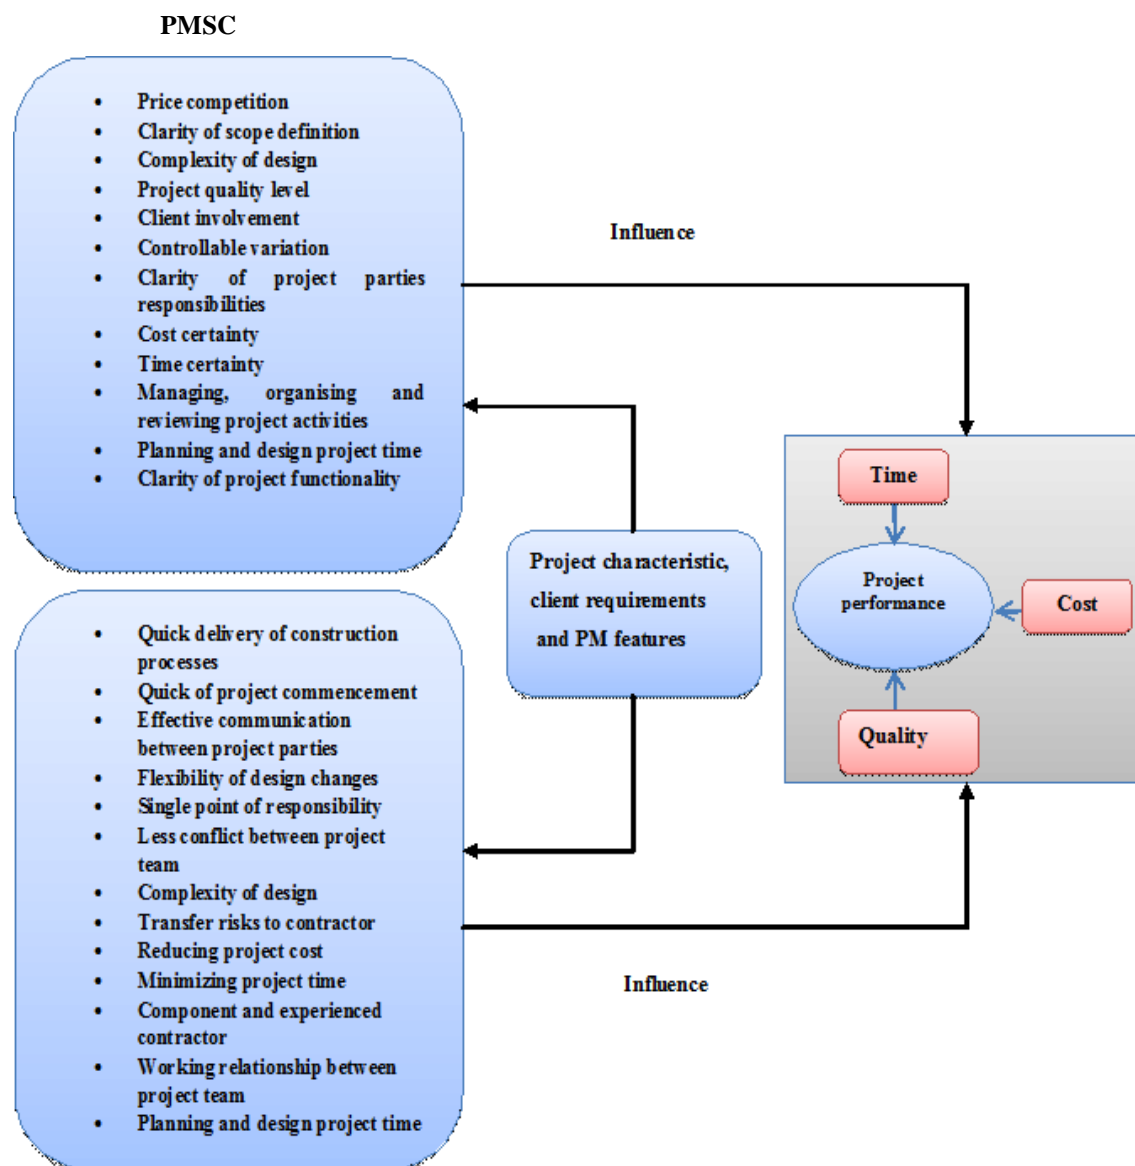 PMSC
• Price competition
• Clarity of scope definition
• Complexity of design
• Project quality level
• Client involvement
• Controllable variation
• Clarity of project parties
responsibilities
• Cost certainty
• Time certainty
• Managing, organising and
reviewing project activities
• Planning and design project time
• Clarity of project functionality
• Quick delivery of construction
processes
• Quick of project commencement
• Effective communication
between project parties
• Flexibility of design changes
• Single point of responsibility
• Less conflict between project
team
• Complexity of design
• Transfer risks to contractor
• Reducing project cost
• Minimizing project time
• Component and experienced
contractor
• Working relationship between
project team
• Planning and design project time
Project characteristic,
client requirements
and PM features
Influence
Influence
Time
Project
performance
Cost
Quality